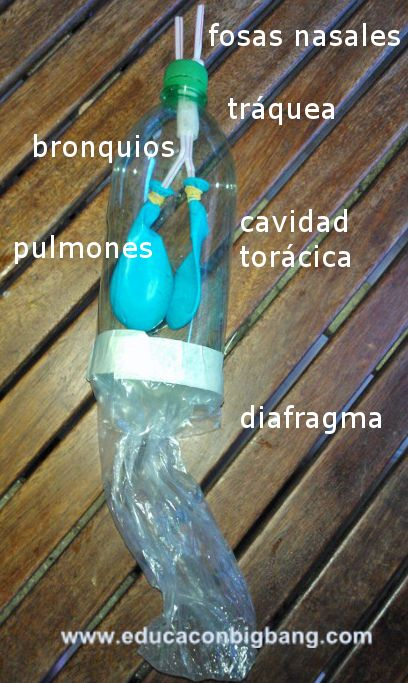 fosas nasales
tráquea
bronquios
cavidad
torácica
pulmones
diafragma
www.educaconbigbang.com